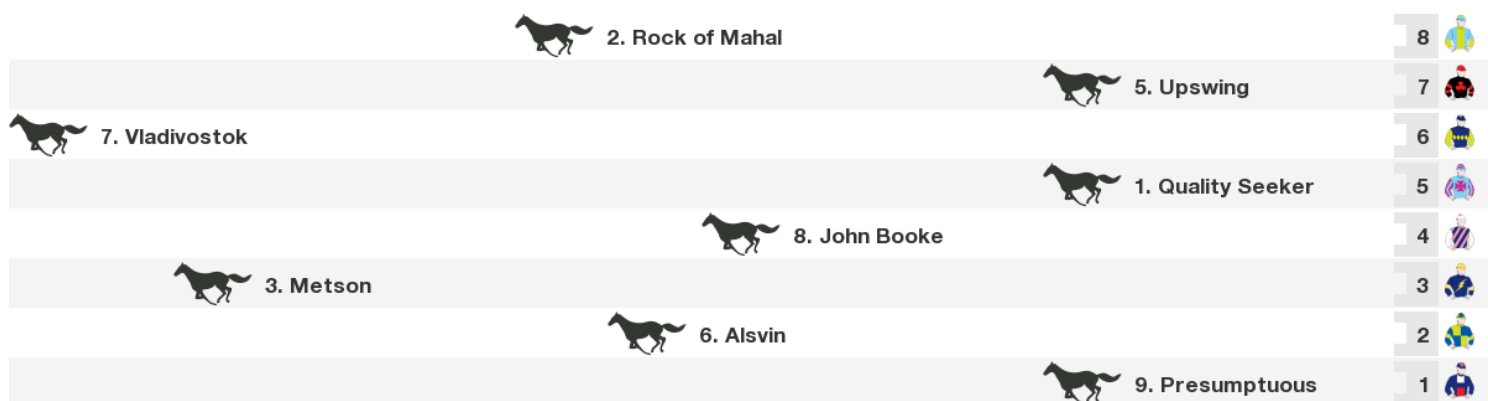 2. Rock of Mahal 8
5. Upswing 7
7. Vladivostok 6
1. Quality Seeker 5
8. John Booke 4
3. Metson 3
6. Alsvin 2
9. Presumptuous 1